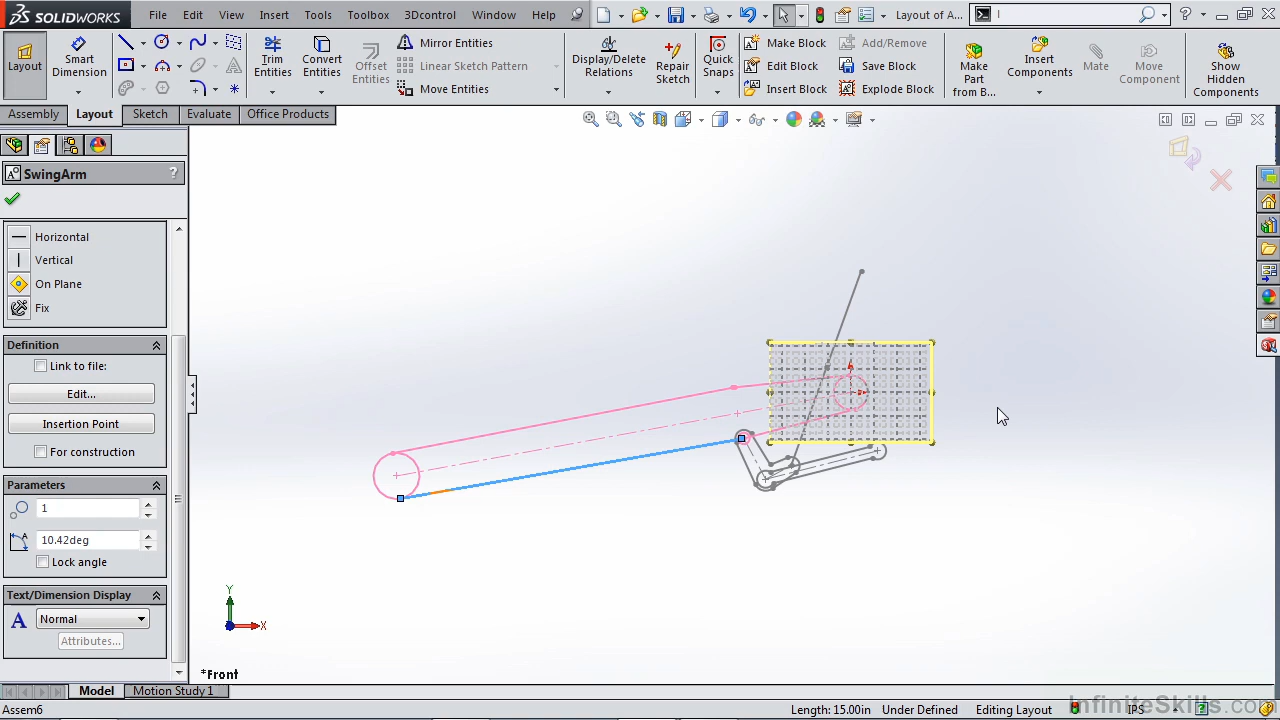 SOLIDWORKS File Edit View Insert Tools Toolbox 3Dcontrol Window Help Layout of A... ?
Layout Smart Dimension Trim Entities Convert Entities Offset Entities Mirror Entities Linear Sketch Pattern Move Entities Display/Delete Relations Repair Sketch Quick Snaps Make Block Edit Block Insert Block Add/Remove Save Block Explode Block Make Part from B... Insert Components Mate Move Component Show Hidden Components
Assembly Layout Sketch Evaluate Office Products
SwingArm ?
Horizontal
Vertical
On Plane
Fix
Definition
Link to file:
Edit...
Insertion Point
For construction
Parameters
1
10.42deg
Lock angle
Text/Dimension Display
A Normal
Attributes...
Y
X
*Front
Model Motion Study 1
InfiniteSkills.com
Assem6 Length: 15.00in Under Defined Editing Layout IPS ?